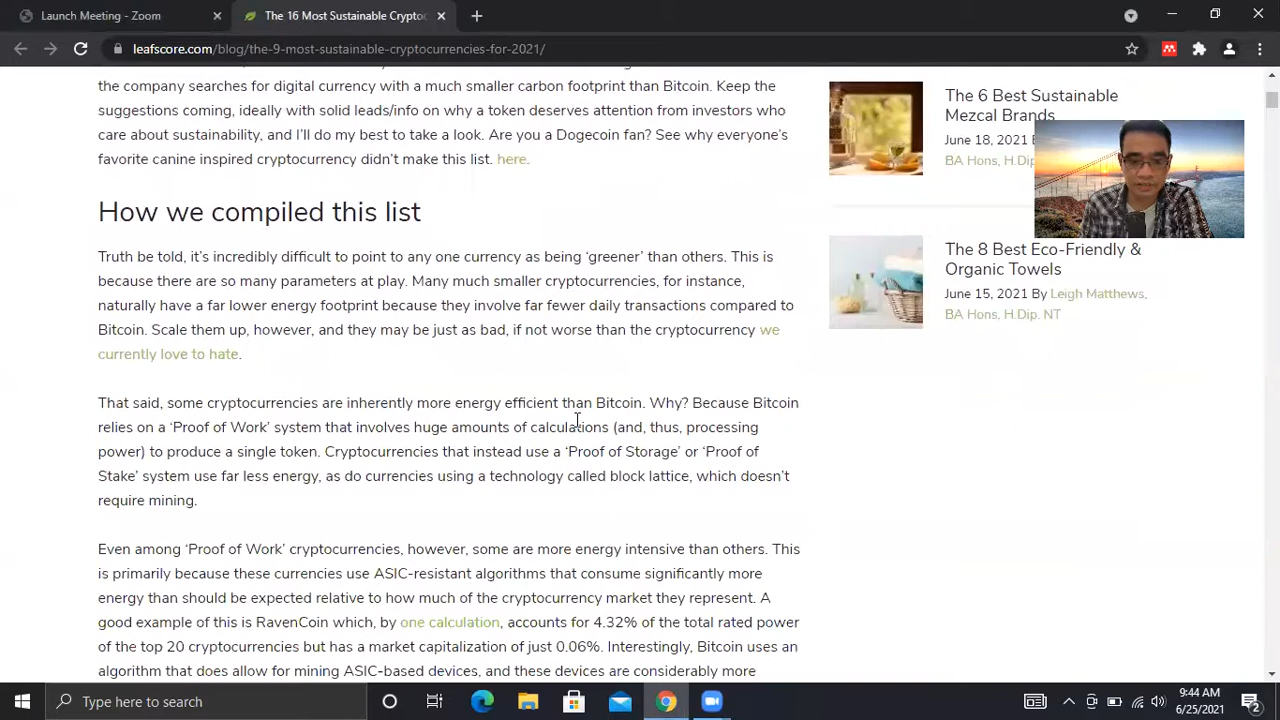 Launch Meeting - Zoom
The 16 Most Sustainable Crypto
leafscore.com/blog/the-9-most-sustainable-cryptocurrencies-for-2021/
the company searches for digital currency with a much smaller carbon footprint than Bitcoin. Keep the
suggestions coming, ideally with solid leads/info on why a token deserves attention from investors who
care about sustainability, and I'll do my best to take a look. Are you a Dogecoin fan? See why everyone's
favorite canine inspired cryptocurrency didn't make this list. here.
How we compiled this list
Truth be told, it's incredibly difficult to point to any one currency as being 'greener' than others. This is
because there are so many parameters at play. Many much smaller cryptocurrencies, for instance,
naturally have a far lower energy footprint because they involve far fewer daily transactions compared to
Bitcoin. Scale them up, however, and they may be just as bad, if not worse than the cryptocurrency we
currently love to hate.
That said, some cryptocurrencies are inherently more energy efficient than Bitcoin. Why? Because Bitcoin
relies on a 'Proof of Work' system that involves huge amounts of calculations (and, thus, processing
power) to produce a single token. Cryptocurrencies that instead use a 'Proof of Storage' or 'Proof of
Stake' system use far less energy, as do currencies using a technology called block lattice, which doesn't
require mining.
Even among 'Proof of Work' cryptocurrencies, however, some are more energy intensive than others. This
is primarily because these currencies use ASIC-resistant algorithms that consume significantly more
energy than should be expected relative to how much of the cryptocurrency market they represent. A
good example of this is RavenCoin which, by one calculation, accounts for 4.32% of the total rated power
of the top 20 cryptocurrencies but has a market capitalization of just 0.06%. Interestingly, Bitcoin uses an
algorithm that does allow for mining ASIC-based devices, and these devices are considerably more
The 6 Best Sustainable
Mezcal Brands
June 18, 2021
BA Hons, H.Dip
The 8 Best Eco-Friendly &
Organic Towels
June 15, 2021 By Leigh Matthews,
BA Hons, H.Dip. NT
Type here to search
9:44 AM
6/25/2021
2